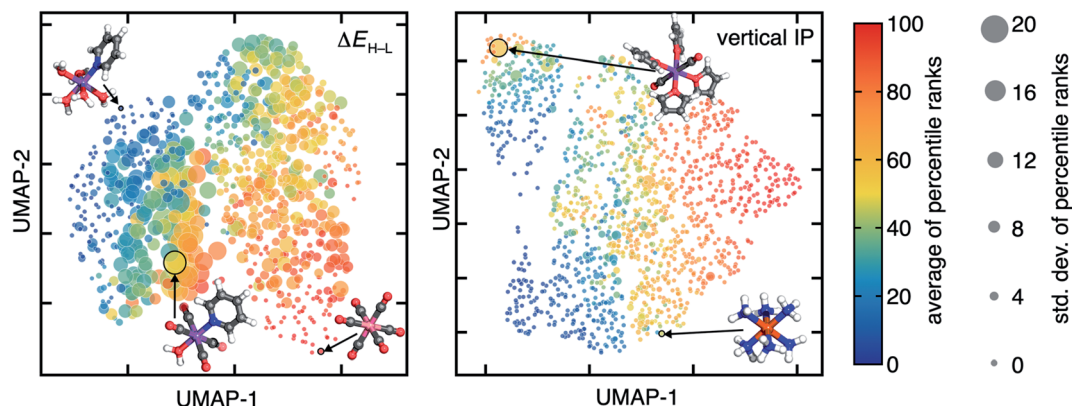 ΔE_H–L
UMAP-2
UMAP-1
vertical IP
UMAP-2
UMAP-1
100
80
60
40
20
0
average of percentile ranks
20
16
12
8
4
0
std. dev. of percentile ranks